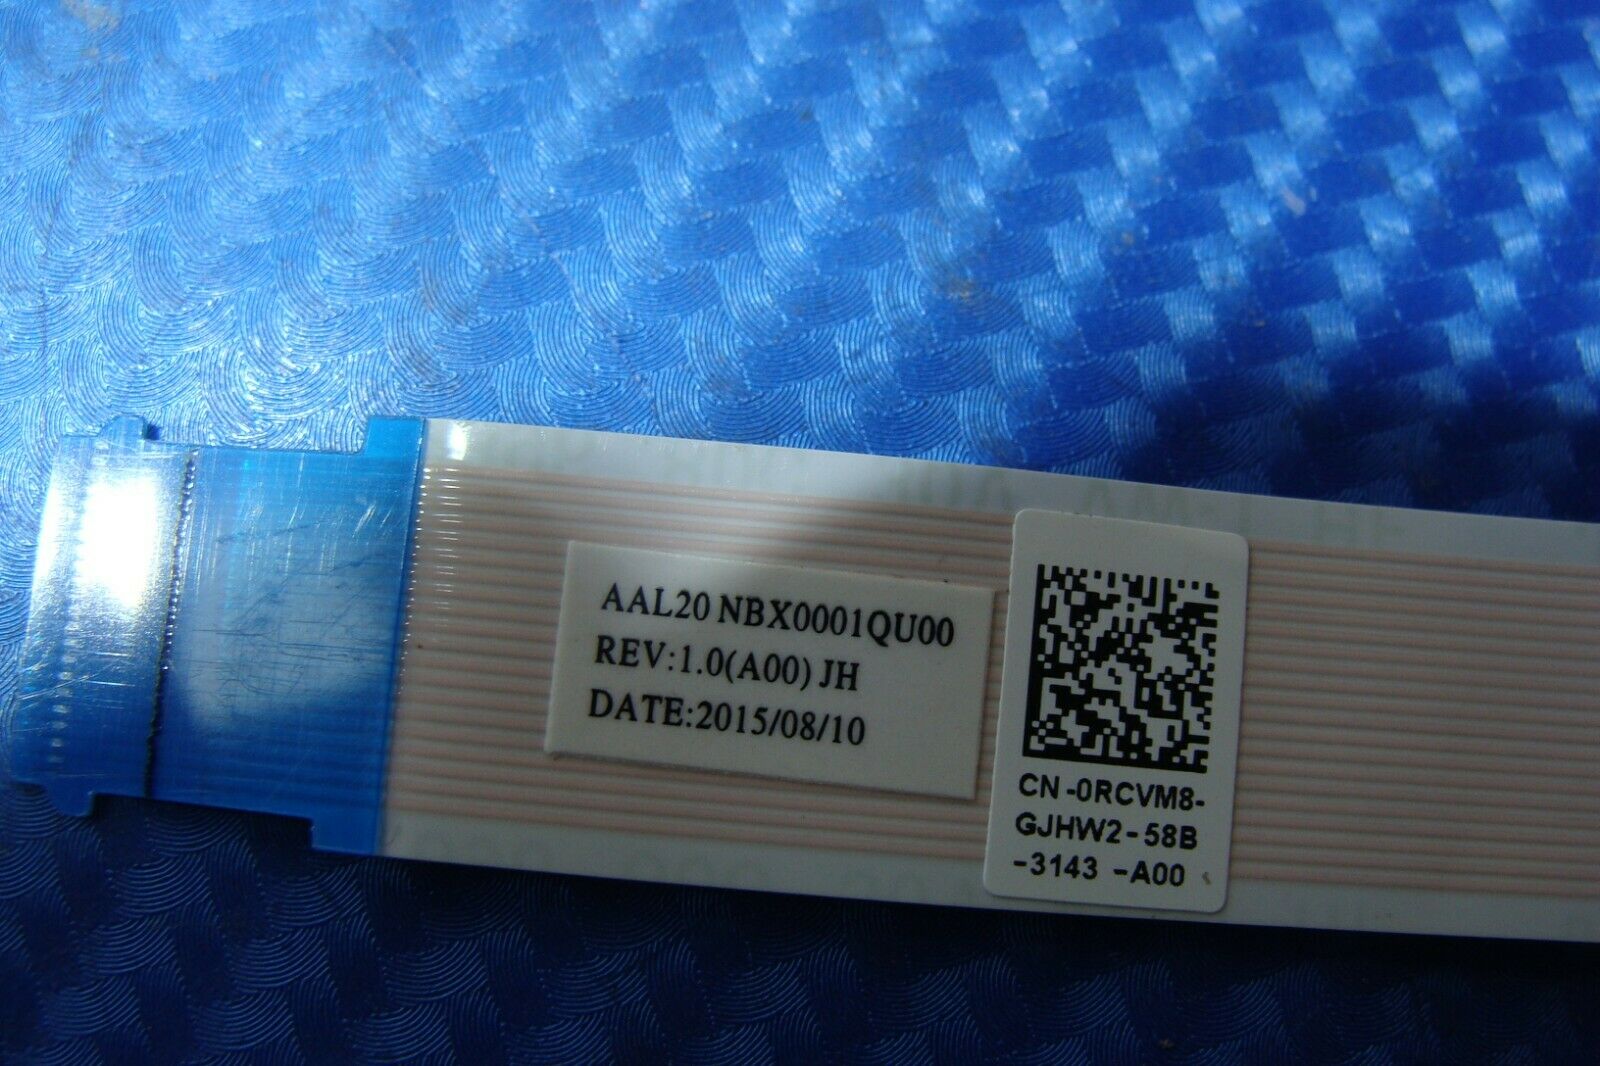 AAL20 NBX0001QU00
REV:1.0(A00) JH
DATE:2015/08/10
CN-0RCVM8-
GJHW2-58B
-3143 -A00